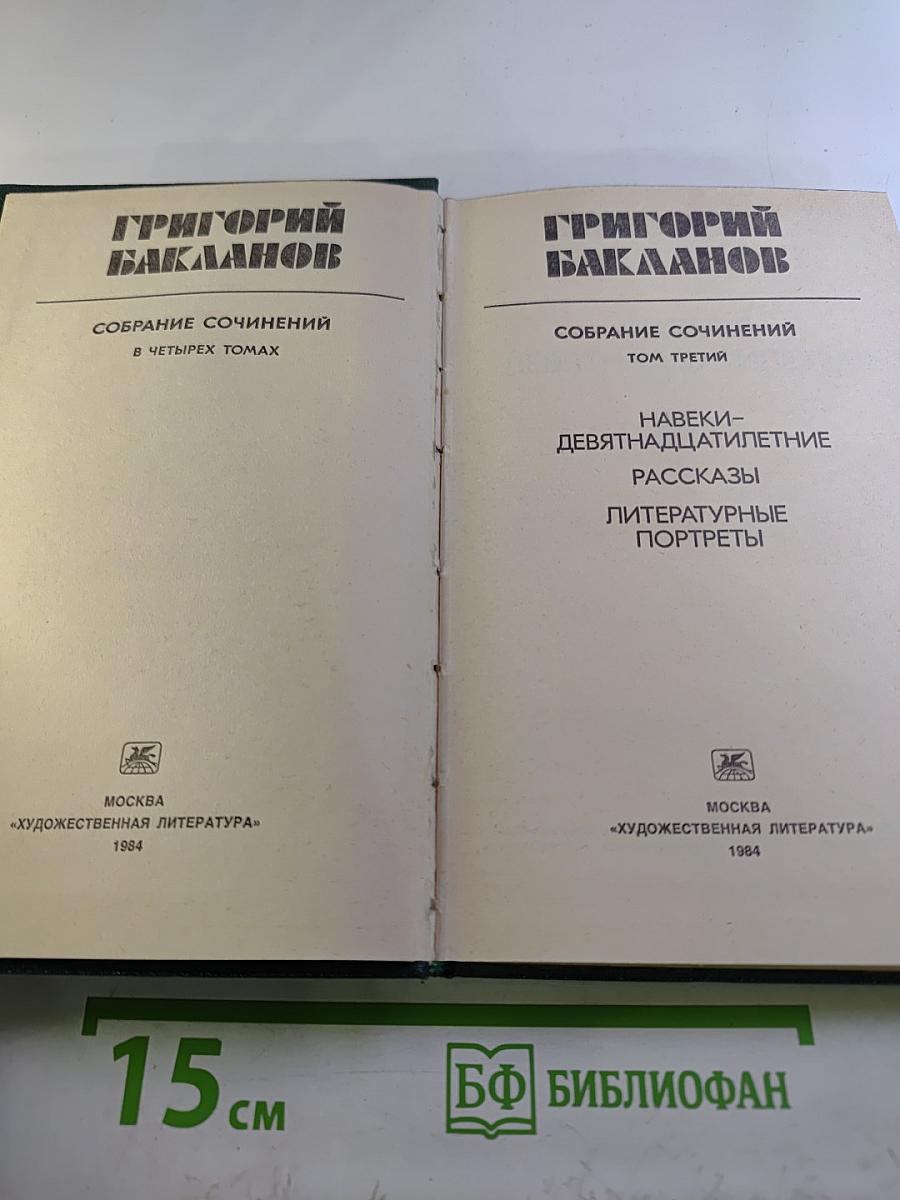 ГРИГОРИЙ
БАКЛАНОВ
СОБРАНИЕ СОЧИНЕНИЙ
В ЧЕТЫРЕХ ТОМАХ
МОСКВА
«ХУДОЖЕСТВЕННАЯ ЛИТЕРАТУРА»
1984
ГРИГОРИЙ
БАКЛАНОВ
СОБРАНИЕ СОЧИНЕНИЙ
ТОМ ТРЕТИЙ
НАВЕКИ–
ДЕВЯТНАДЦАТИЛЕТНИЕ
РАССКАЗЫ
ЛИТЕРАТУРНЫЕ
ПОРТРЕТЫ
МОСКВА
«ХУДОЖЕСТВЕННАЯ ЛИТЕРАТУРА»
1984
15 см
БФ БИБЛИОФАН